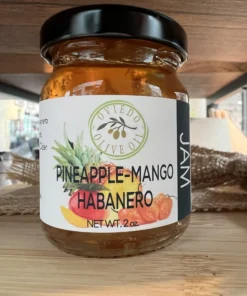 OVIEDO
OLIVE OIL
JAM
PINEAPPLE-MANGO
HABANERO
NET WT. 2 oz